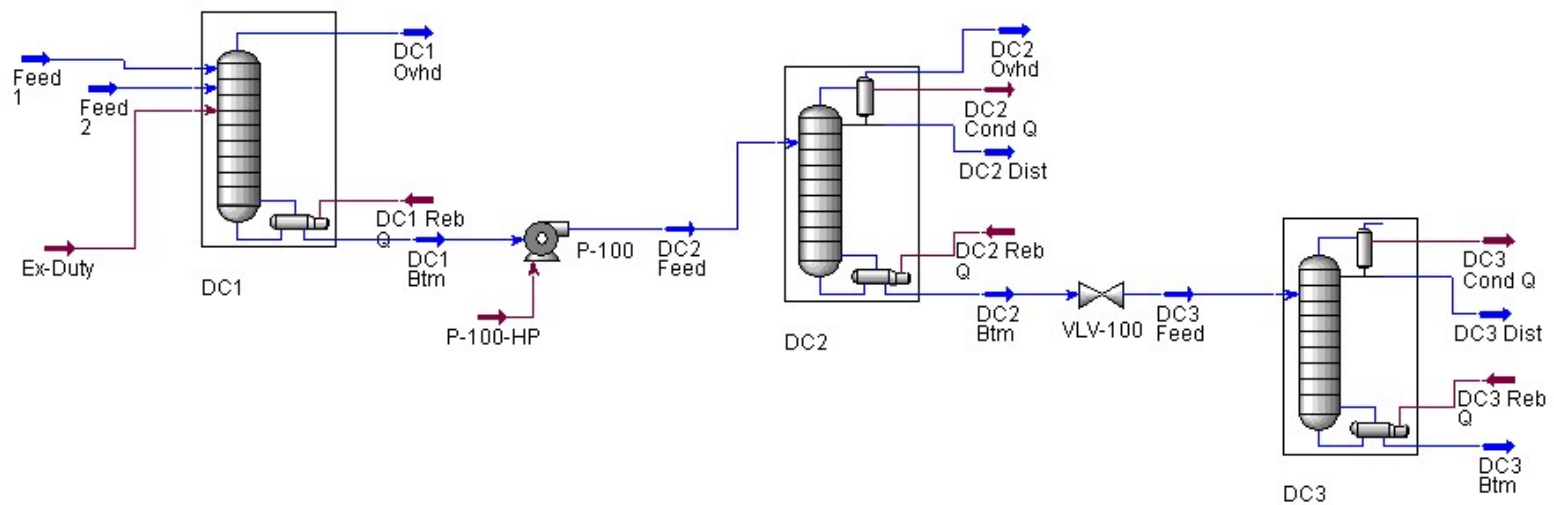 Feed
1
Feed
2
Ex-Duty
DC1
Ovhd
DC1 Reb
Q
DC1
Btm
DC1
P-100
P-100-HP
DC2
Feed
DC2
Ovhd
DC2
Cond Q
DC2 Dist
DC2 Reb
Q
DC2
Btm
DC2
VLV-100
DC3
Feed
DC3
Cond Q
DC3 Dist
DC3 Reb
Q
DC3
Btm
DC3